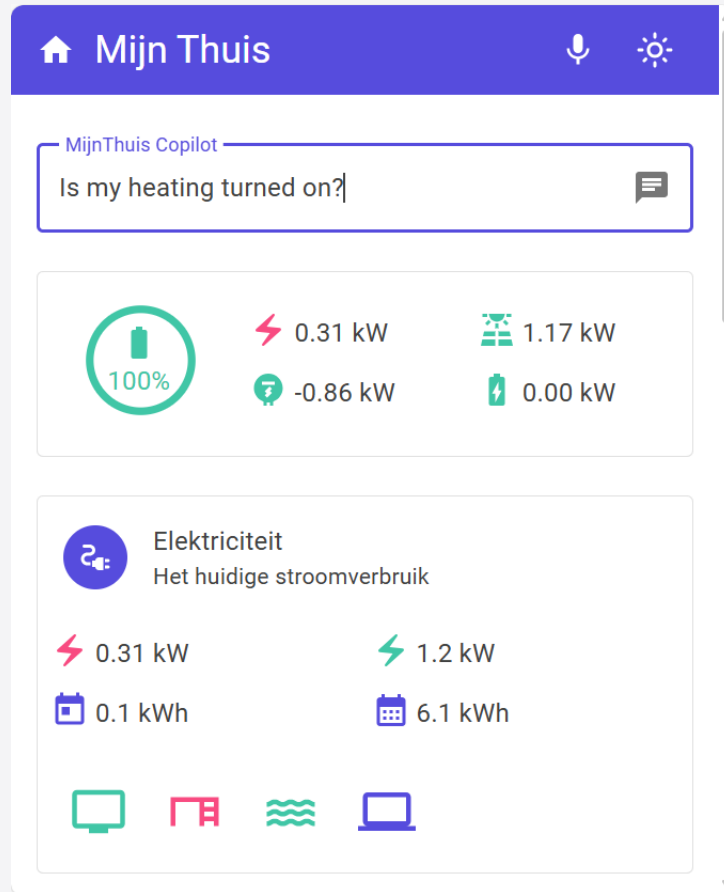 Mijn Thuis
MijnThuis Copilot
Is my heating turned on?
100%
0.31 kW
1.17 kW
-0.86 kW
0.00 kW
Elektriciteit
Het huidige stroomverbruik
0.31 kW
1.2 kW
0.1 kWh
6.1 kWh